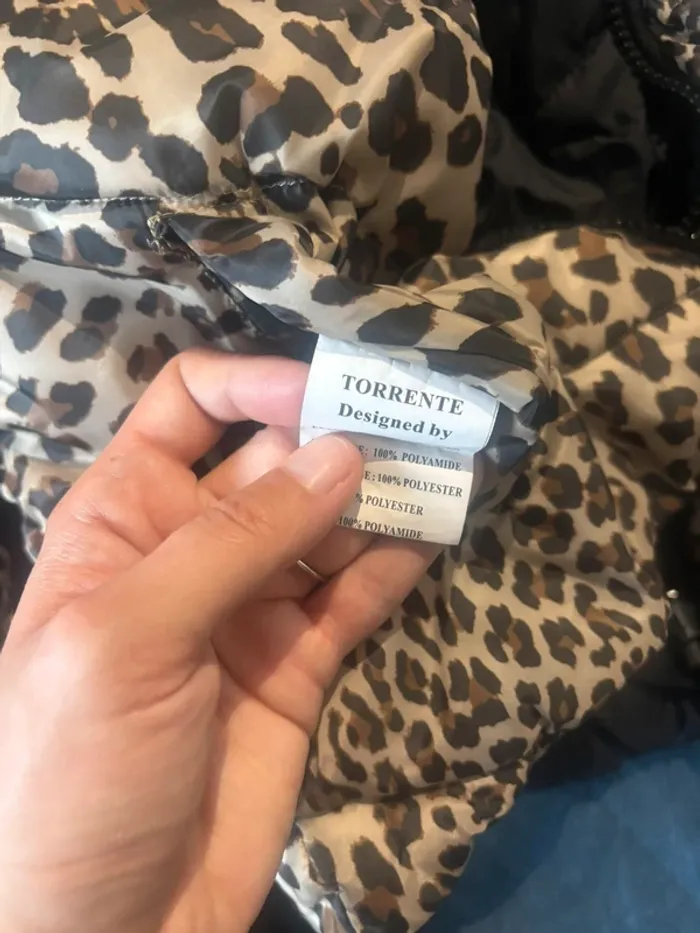 TORRENTE
Designed by
E: 100% POLYAMIDE
E:100% POLYESTER
% POLYESTER
100% POLYAMIDE